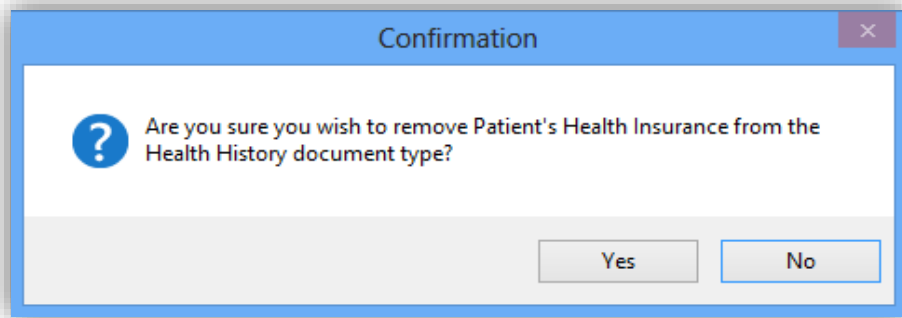 Confirmation
Are you sure you wish to remove Patient's Health Insurance from the
Health History document type?
Yes
No